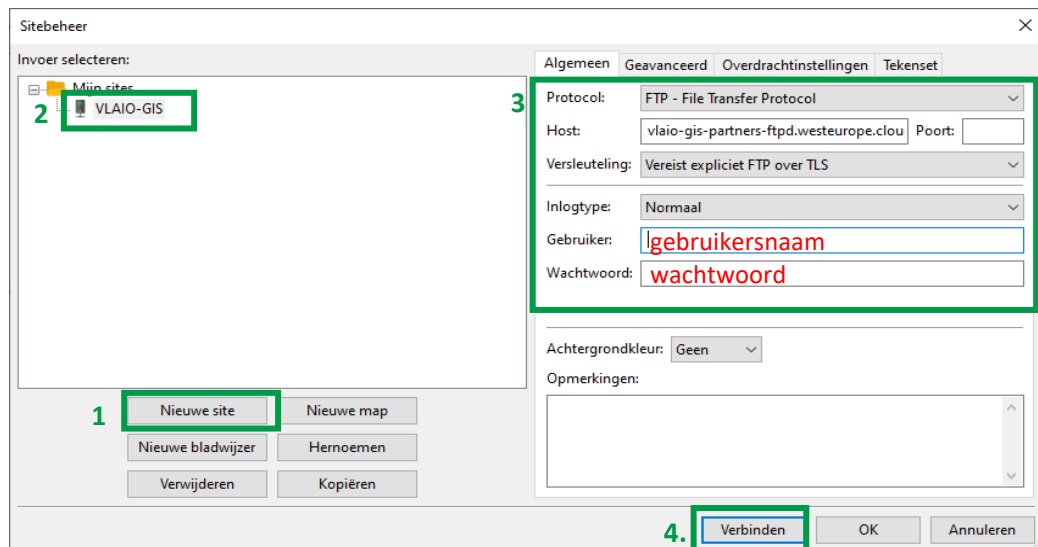 Sitebeheer
Invoer selecteren:
Mijn sites
2 VLAIO-GIS
1 Nieuwe site Nieuwe map
Nieuwe bladwijzer Hernoemen
Verwijderen Kopiëren
Algemeen Geavanceerd Overdrachtinstellingen Tekenset
3 Protocol: FTP - File Transfer Protocol
Host: vlaio-gis-partners-ftpd.westeurope.clou Poort:
Versleuteling: Vereist expliciet FTP over TLS
Inlogtype: Normaal
Gebruiker: gebruikersnaam
Wachtwoord: wachtwoord
Achtergrondkleur: Geen
Opmerkingen:
4. Verbinden OK Annuleren